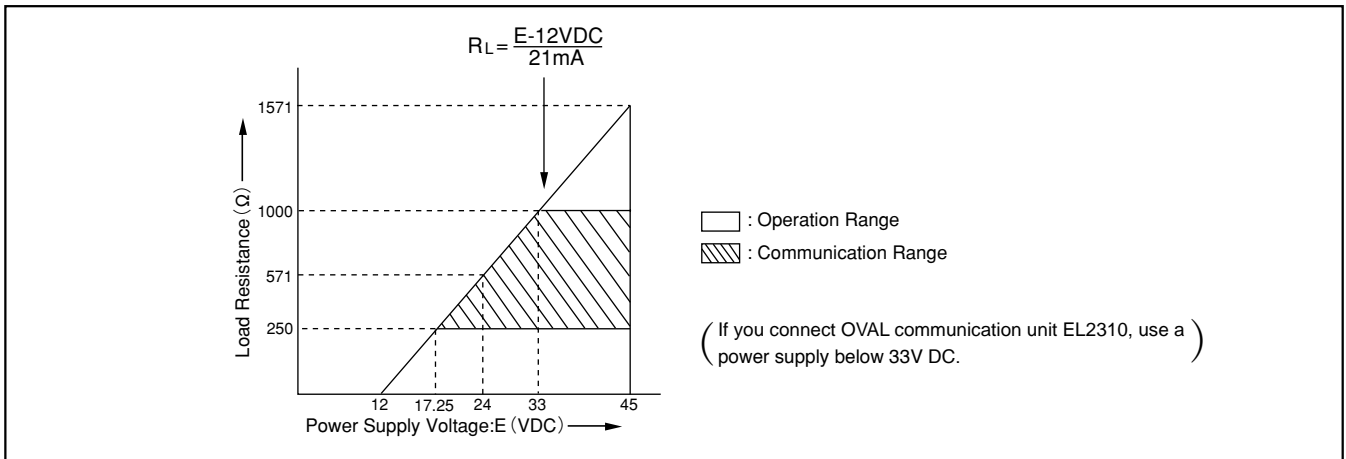 RL= E-12VDC
21mA
1571
1000
571
250
Load Resistance (Ω)
12 17.25 24 33 45
Power Supply Voltage:E (VDC)
: Operation Range
: Communication Range
(If you connect OVAL communication unit EL2310, use a
power supply below 33V DC.)